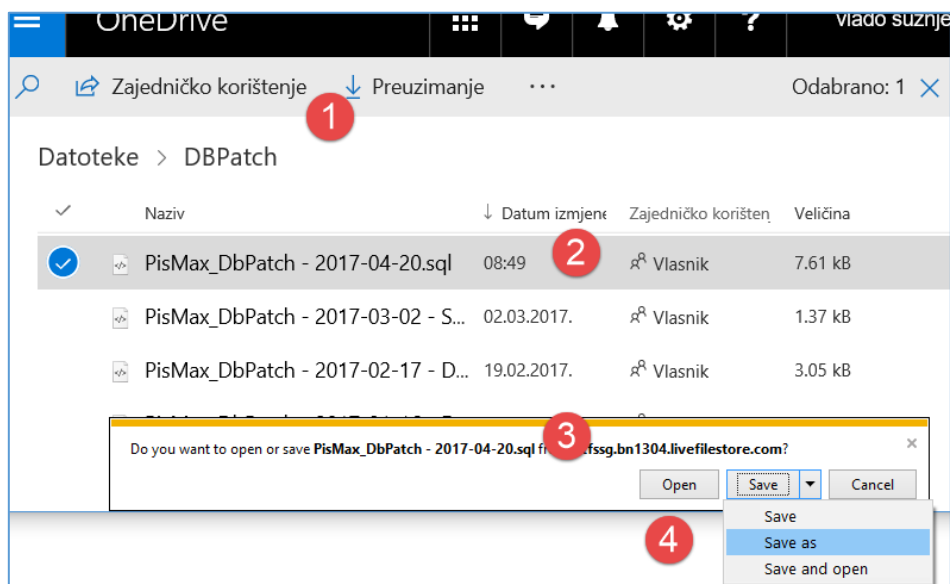 OneDrive ? vlado suznje
Zajedničko korištenje Preuzimanje ... Odabrano: 1
1
Datoteke > DBPatch
Naziv Datum izmjene Zajedničko korišten Veličina
2
PisMax_DbPatch - 2017-04-20.sql 08:49 Vlasnik 7.61 kB
PisMax_DbPatch - 2017-03-02 - S... 02.03.2017. Vlasnik 1.37 kB
PisMax_DbPatch - 2017-02-17 - D... 19.02.2017. Vlasnik 3.05 kB
3
Do you want to open or save PisMax_DbPatch - 2017-04-20.sql fssg.bn1304.livefilestore.com?
Open Save Cancel
4
Save
Save as
Save and open